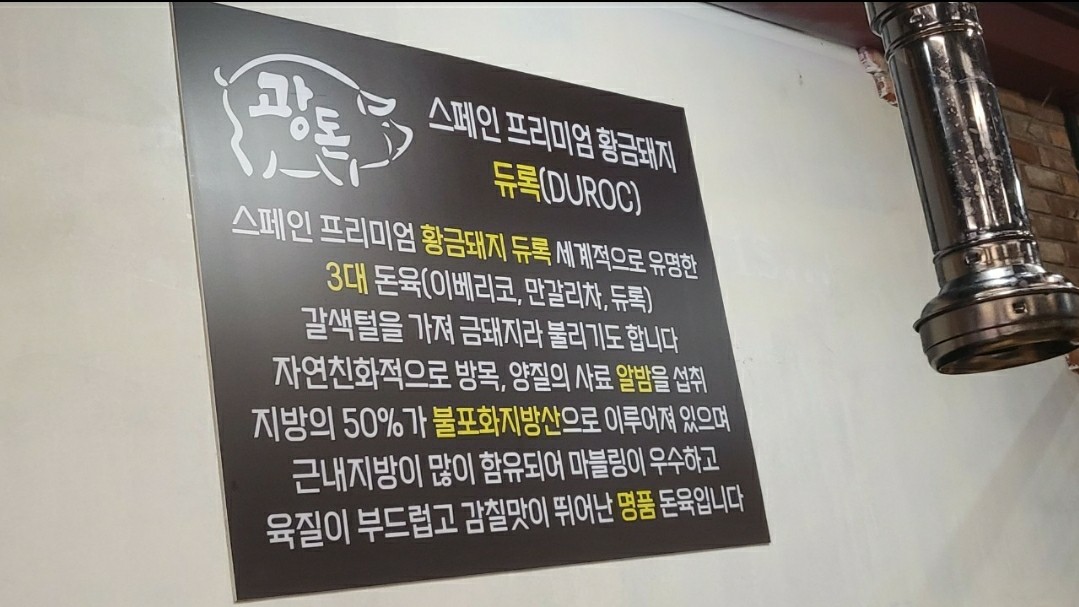 광돈
스페인 프리미엄 황금돼지
듀록(DUROC)
스페인 프리미엄 황금돼지 듀록 세계적으로 유명한
3대 돈육(이베리코, 만갈리차, 듀록)
갈색털을 가져 금돼지라 불리기도 합니다
자연친화적으로 방목, 양질의 사료 알밤을 섭취
지방의 50%가 불포화지방산으로 이루어져 있으며
근내지방이 많이 함유되어 마블링이 우수하고
육질이 부드럽고 감칠맛이 뛰어난 명품 돈육입니다